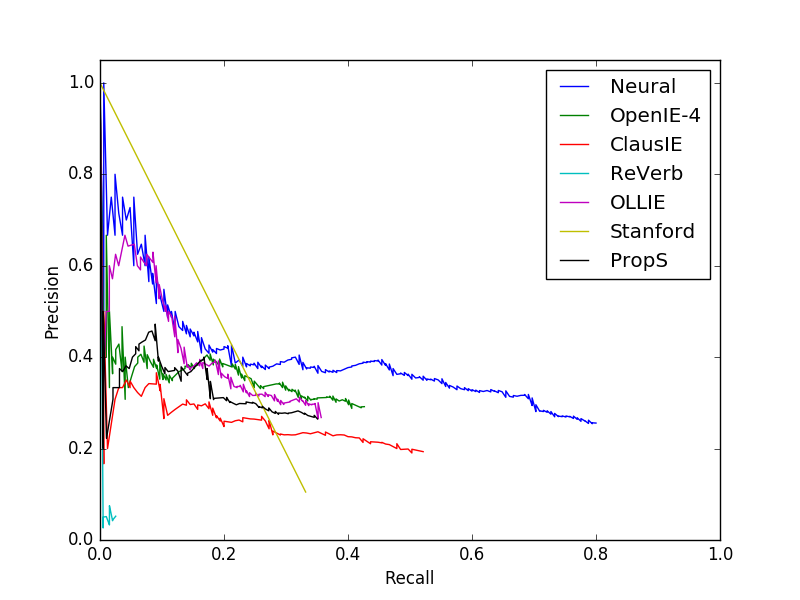 1.0
0.8
0.6
0.4
0.2
0.0
Precision
0.0 0.2 0.4 0.6 0.8 1.0
Recall
Neural
OpenIE-4
ClausIE
ReVerb
OLLIE
Stanford
PropS